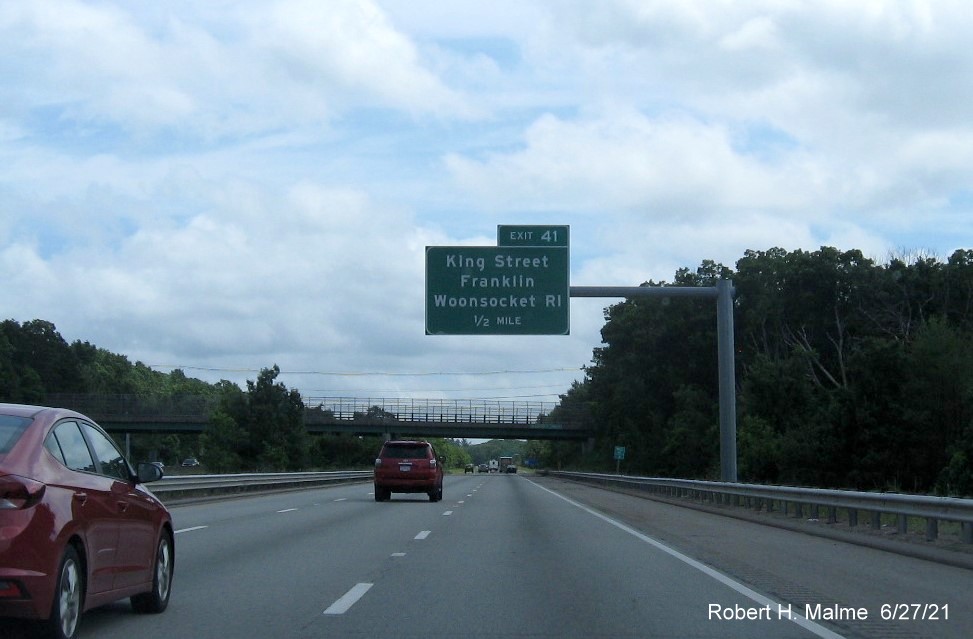 EXIT 41
King Street
Franklin
Woonsocket RI
1/2 MILE
Robert H. Malme 6/27/21